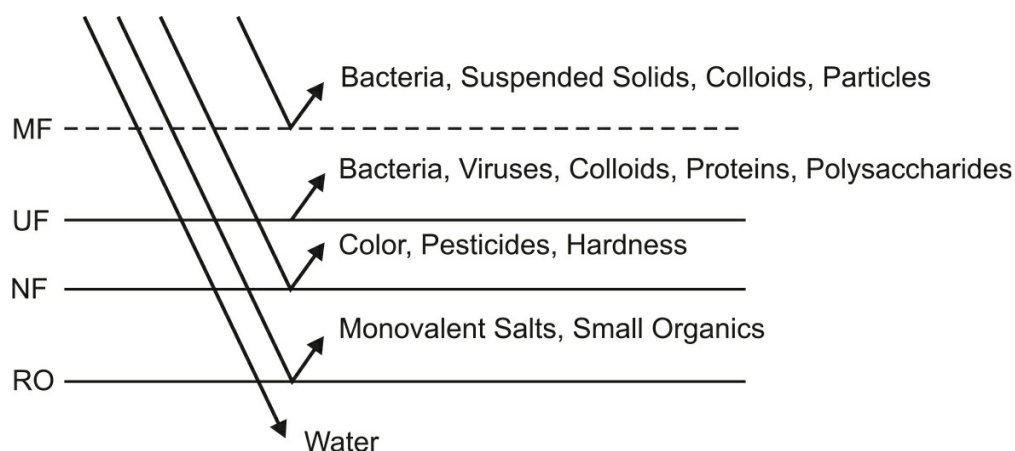 Bacteria, Suspended Solids, Colloids, Particles
MF
Bacteria, Viruses, Colloids, Proteins, Polysaccharides
UF
Color, Pesticides, Hardness
NF
Monovalent Salts, Small Organics
RO
Water